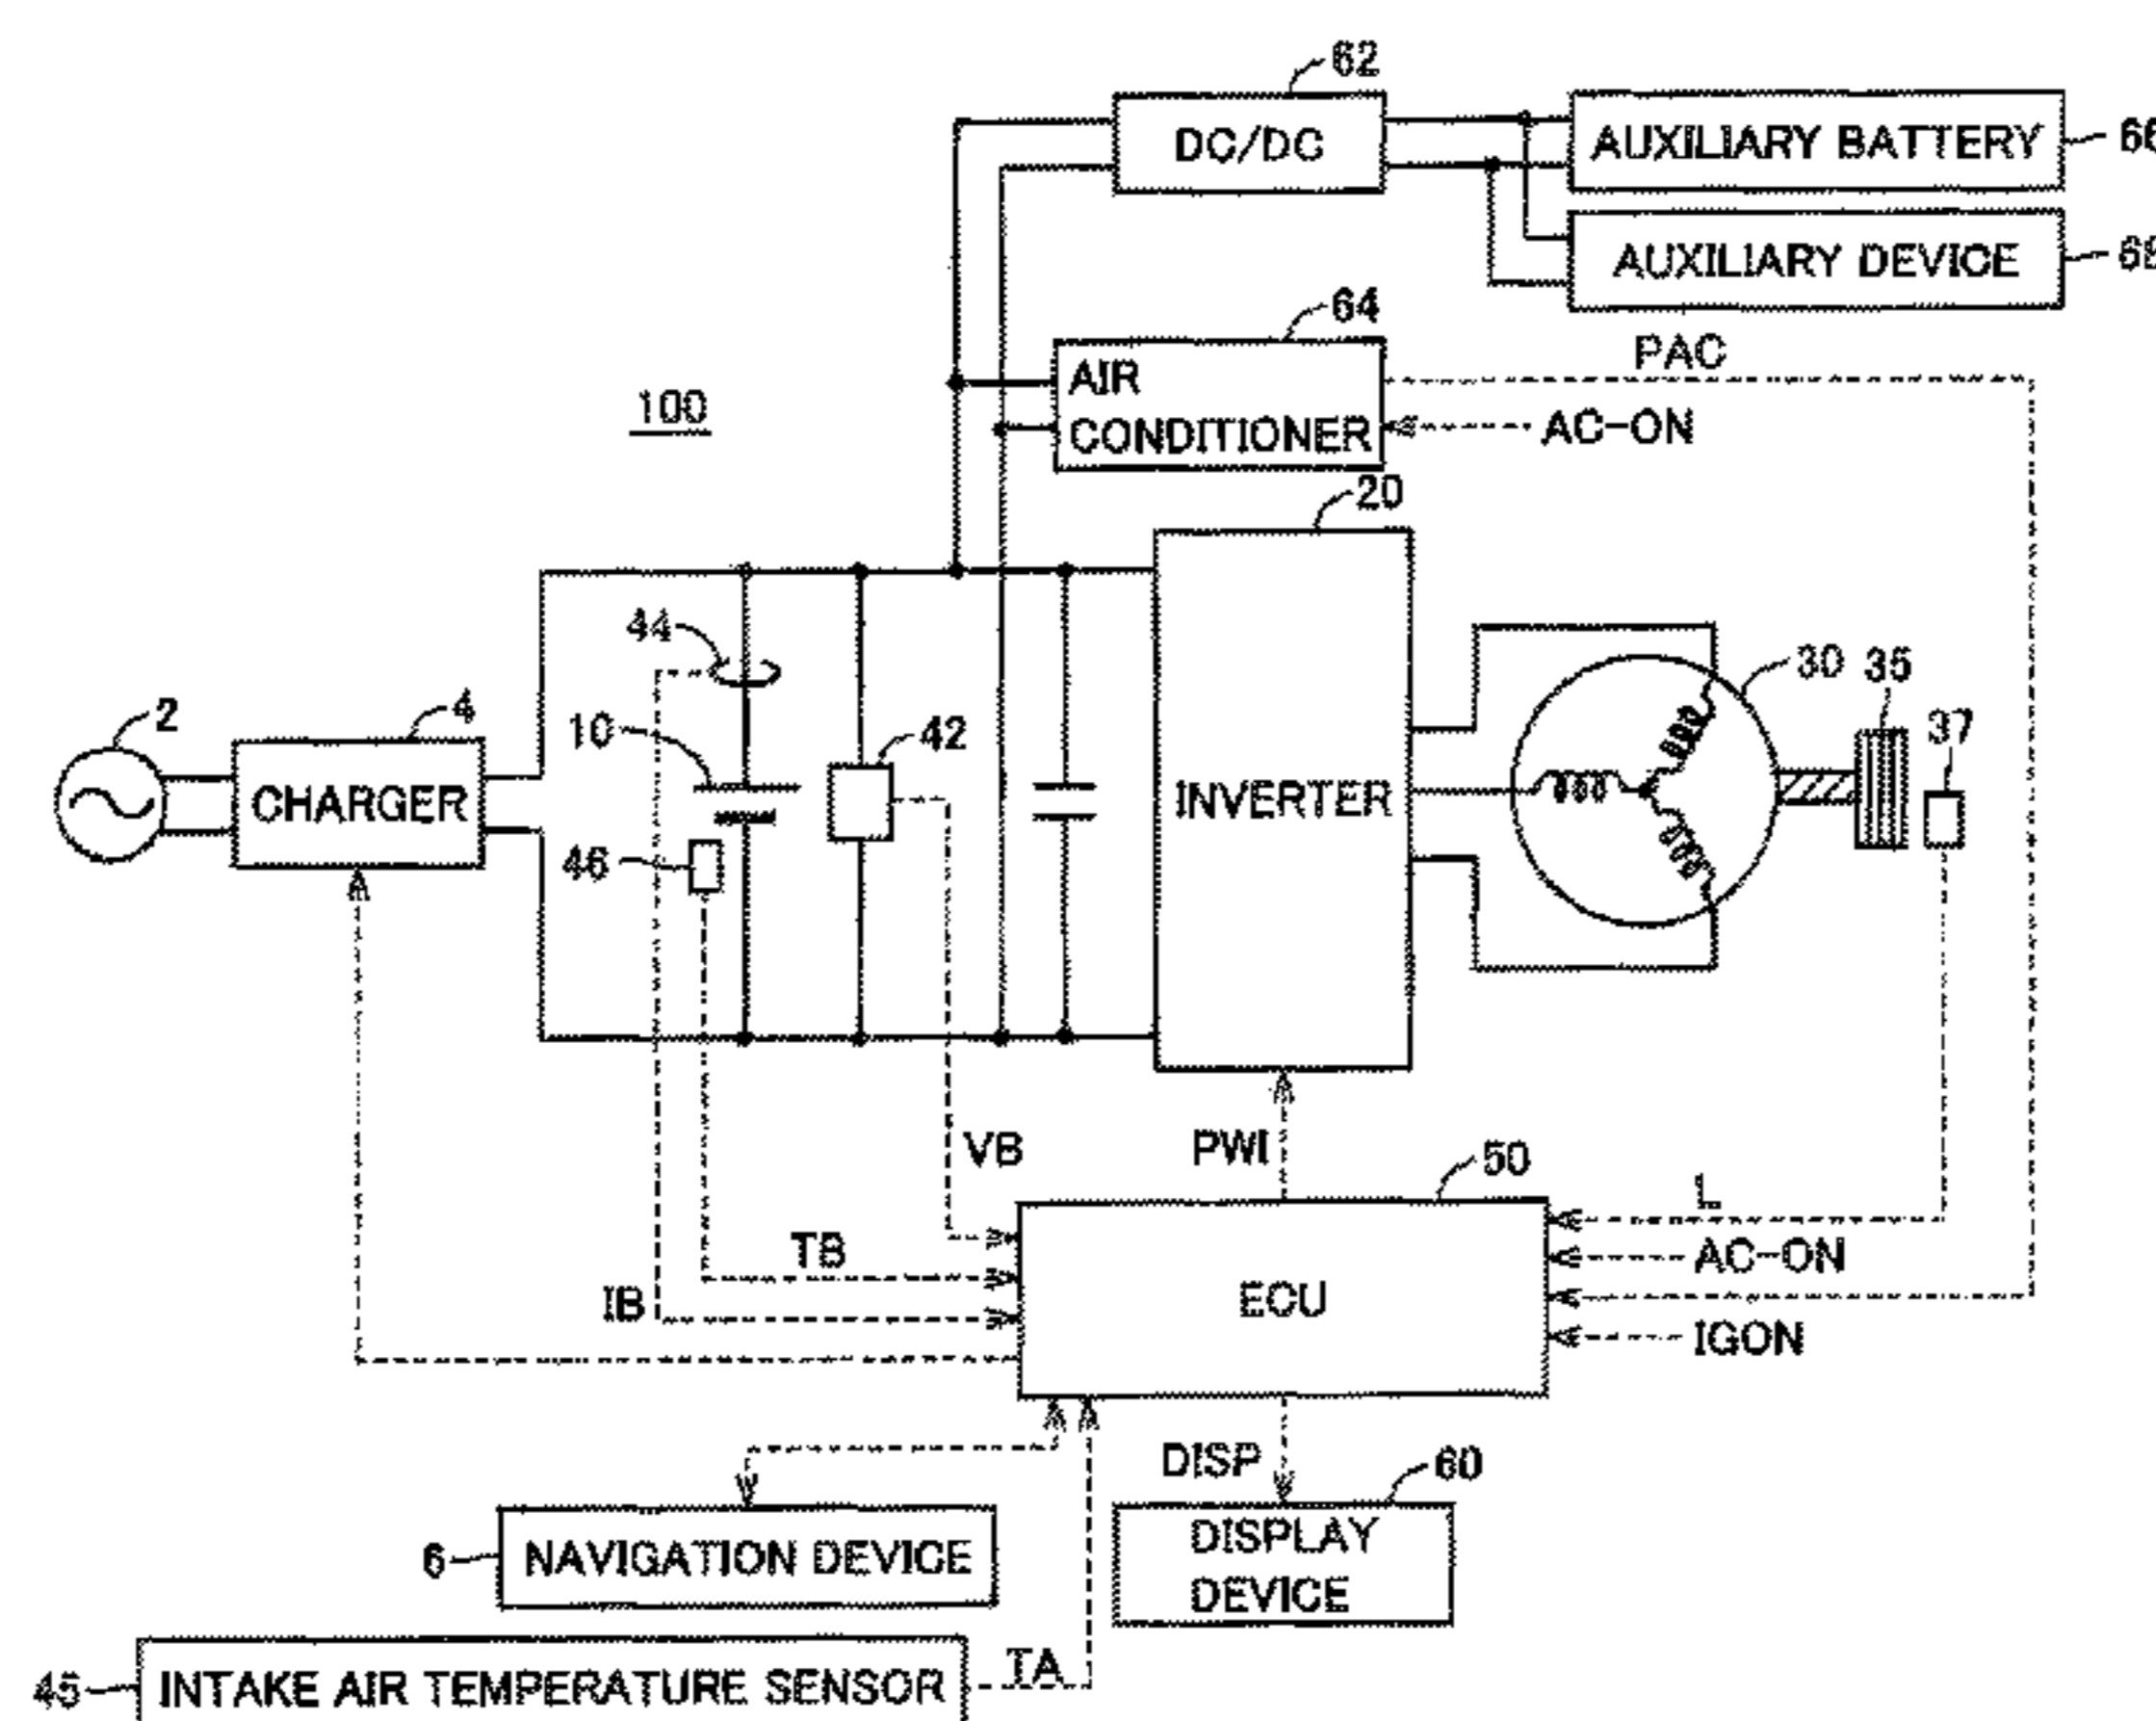 62
DC/DC
AUXILIARY BATTERY
AUXILIARY DEVICE
64
PAC
AIR
CONDITIONER
AC-ON
100
20
44
30
35
37
2
4
10
42
CHARGER
INVERTER
46
VB
PWI
50
L
TB
AC-ON
IB
ECU
IGON
DISP
60
6
NAVIGATION DEVICE
DISPLAY
DEVICE
45
INTAKE AIR TEMPERATURE SENSOR
TA